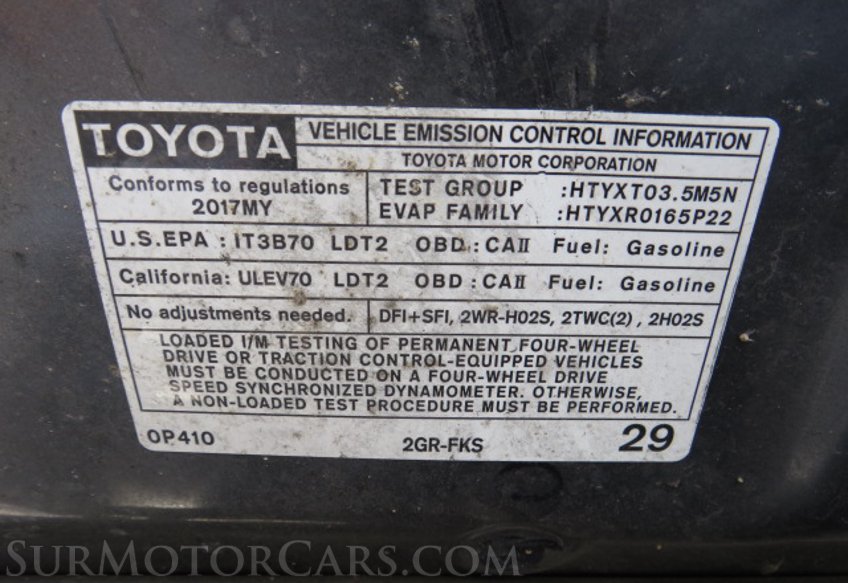 TOYOTA VEHICLE EMISSION CONTROL INFORMATION
TOYOTA MOTOR CORPORATION
Conforms to regulations
2017MY
TEST GROUP :HTYXT03.5M5N
EVAP FAMILY :HTYXR0165P22
U.S.EPA : IT3B70 LDT2 OBD : CAII Fuel: Gasoline
California: ULEV70 LDT2 OBD : CAII Fuel: Gasoline
No adjustments needed. DFI+SFI, 2WR-HO2S, 2TWC(2) , 2HO2S
LOADED I/M TESTING OF PERMANENT FOUR-WHEEL
DRIVE OR TRACTION CONTROL-EQUIPPED VEHICLES
MUST BE CONDUCTED ON A FOUR-WHEEL DRIVE
SPEED SYNCHRONIZED DYNAMOMETER. OTHERWISE,
A NON-LOADED TEST PROCEDURE MUST BE PERFORMED.
0P410 2GR-FKS 29
SURMOTORCARS.COM